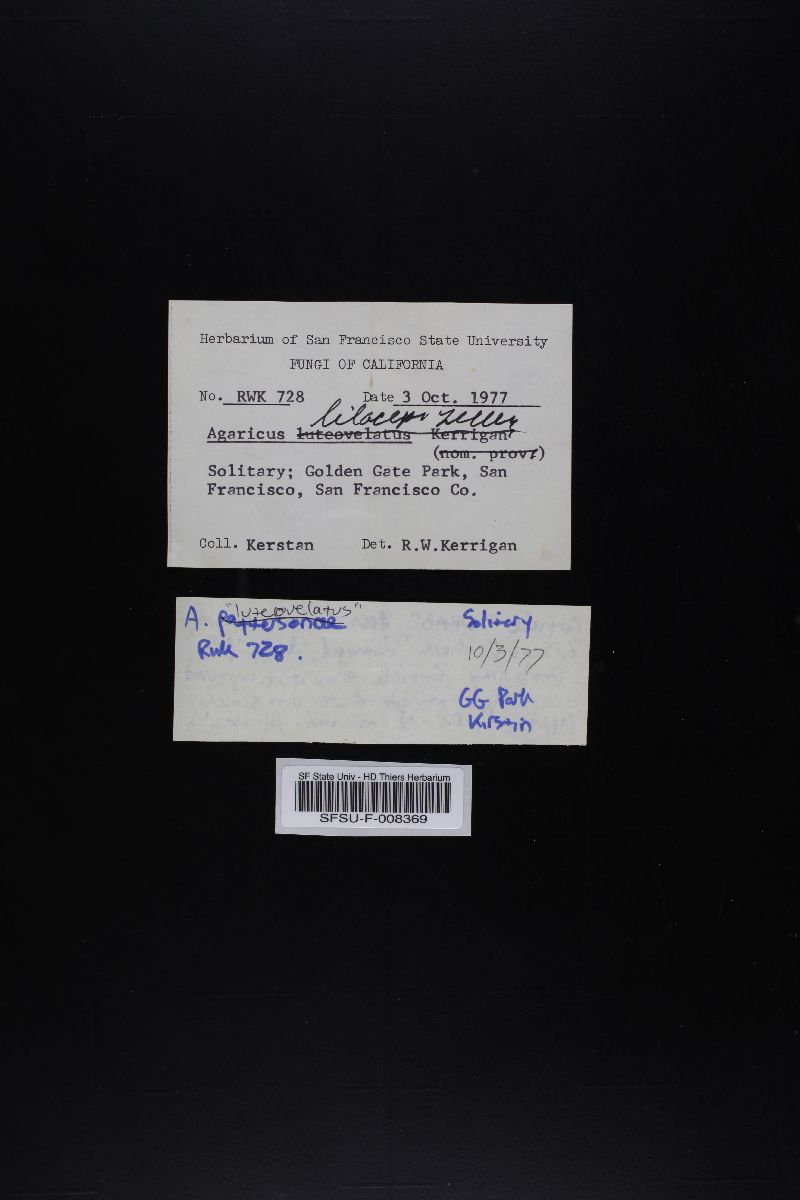 Herbarium of San Francisco State University
FUNGI OF CALIFORNIA
No. RWK 728 Date 3 Oct. 1977
lilaceps Zeller
Agaricus luteovelatus Kerrigan
(nom. prov.)
Solitary; Golden Gate Park, San
Francisco, San Francisco Co.
Coll. Kerstan Det. R.W.Kerrigan
"luteovelatus"
A. pattersonae Solitary
RWK 728. 10/3/77
GG Park
Kirstin
SF State Univ - HD Thiers Herbarium
SFSU-F-008369